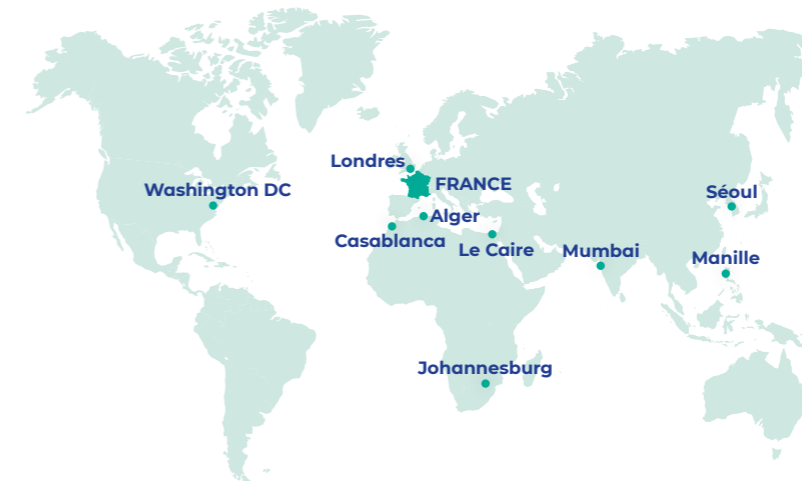 Londres
FRANCE
Washington DC
Séoul
Alger
Casablanca
Le Caire
Mumbai
Manille
Johannesburg